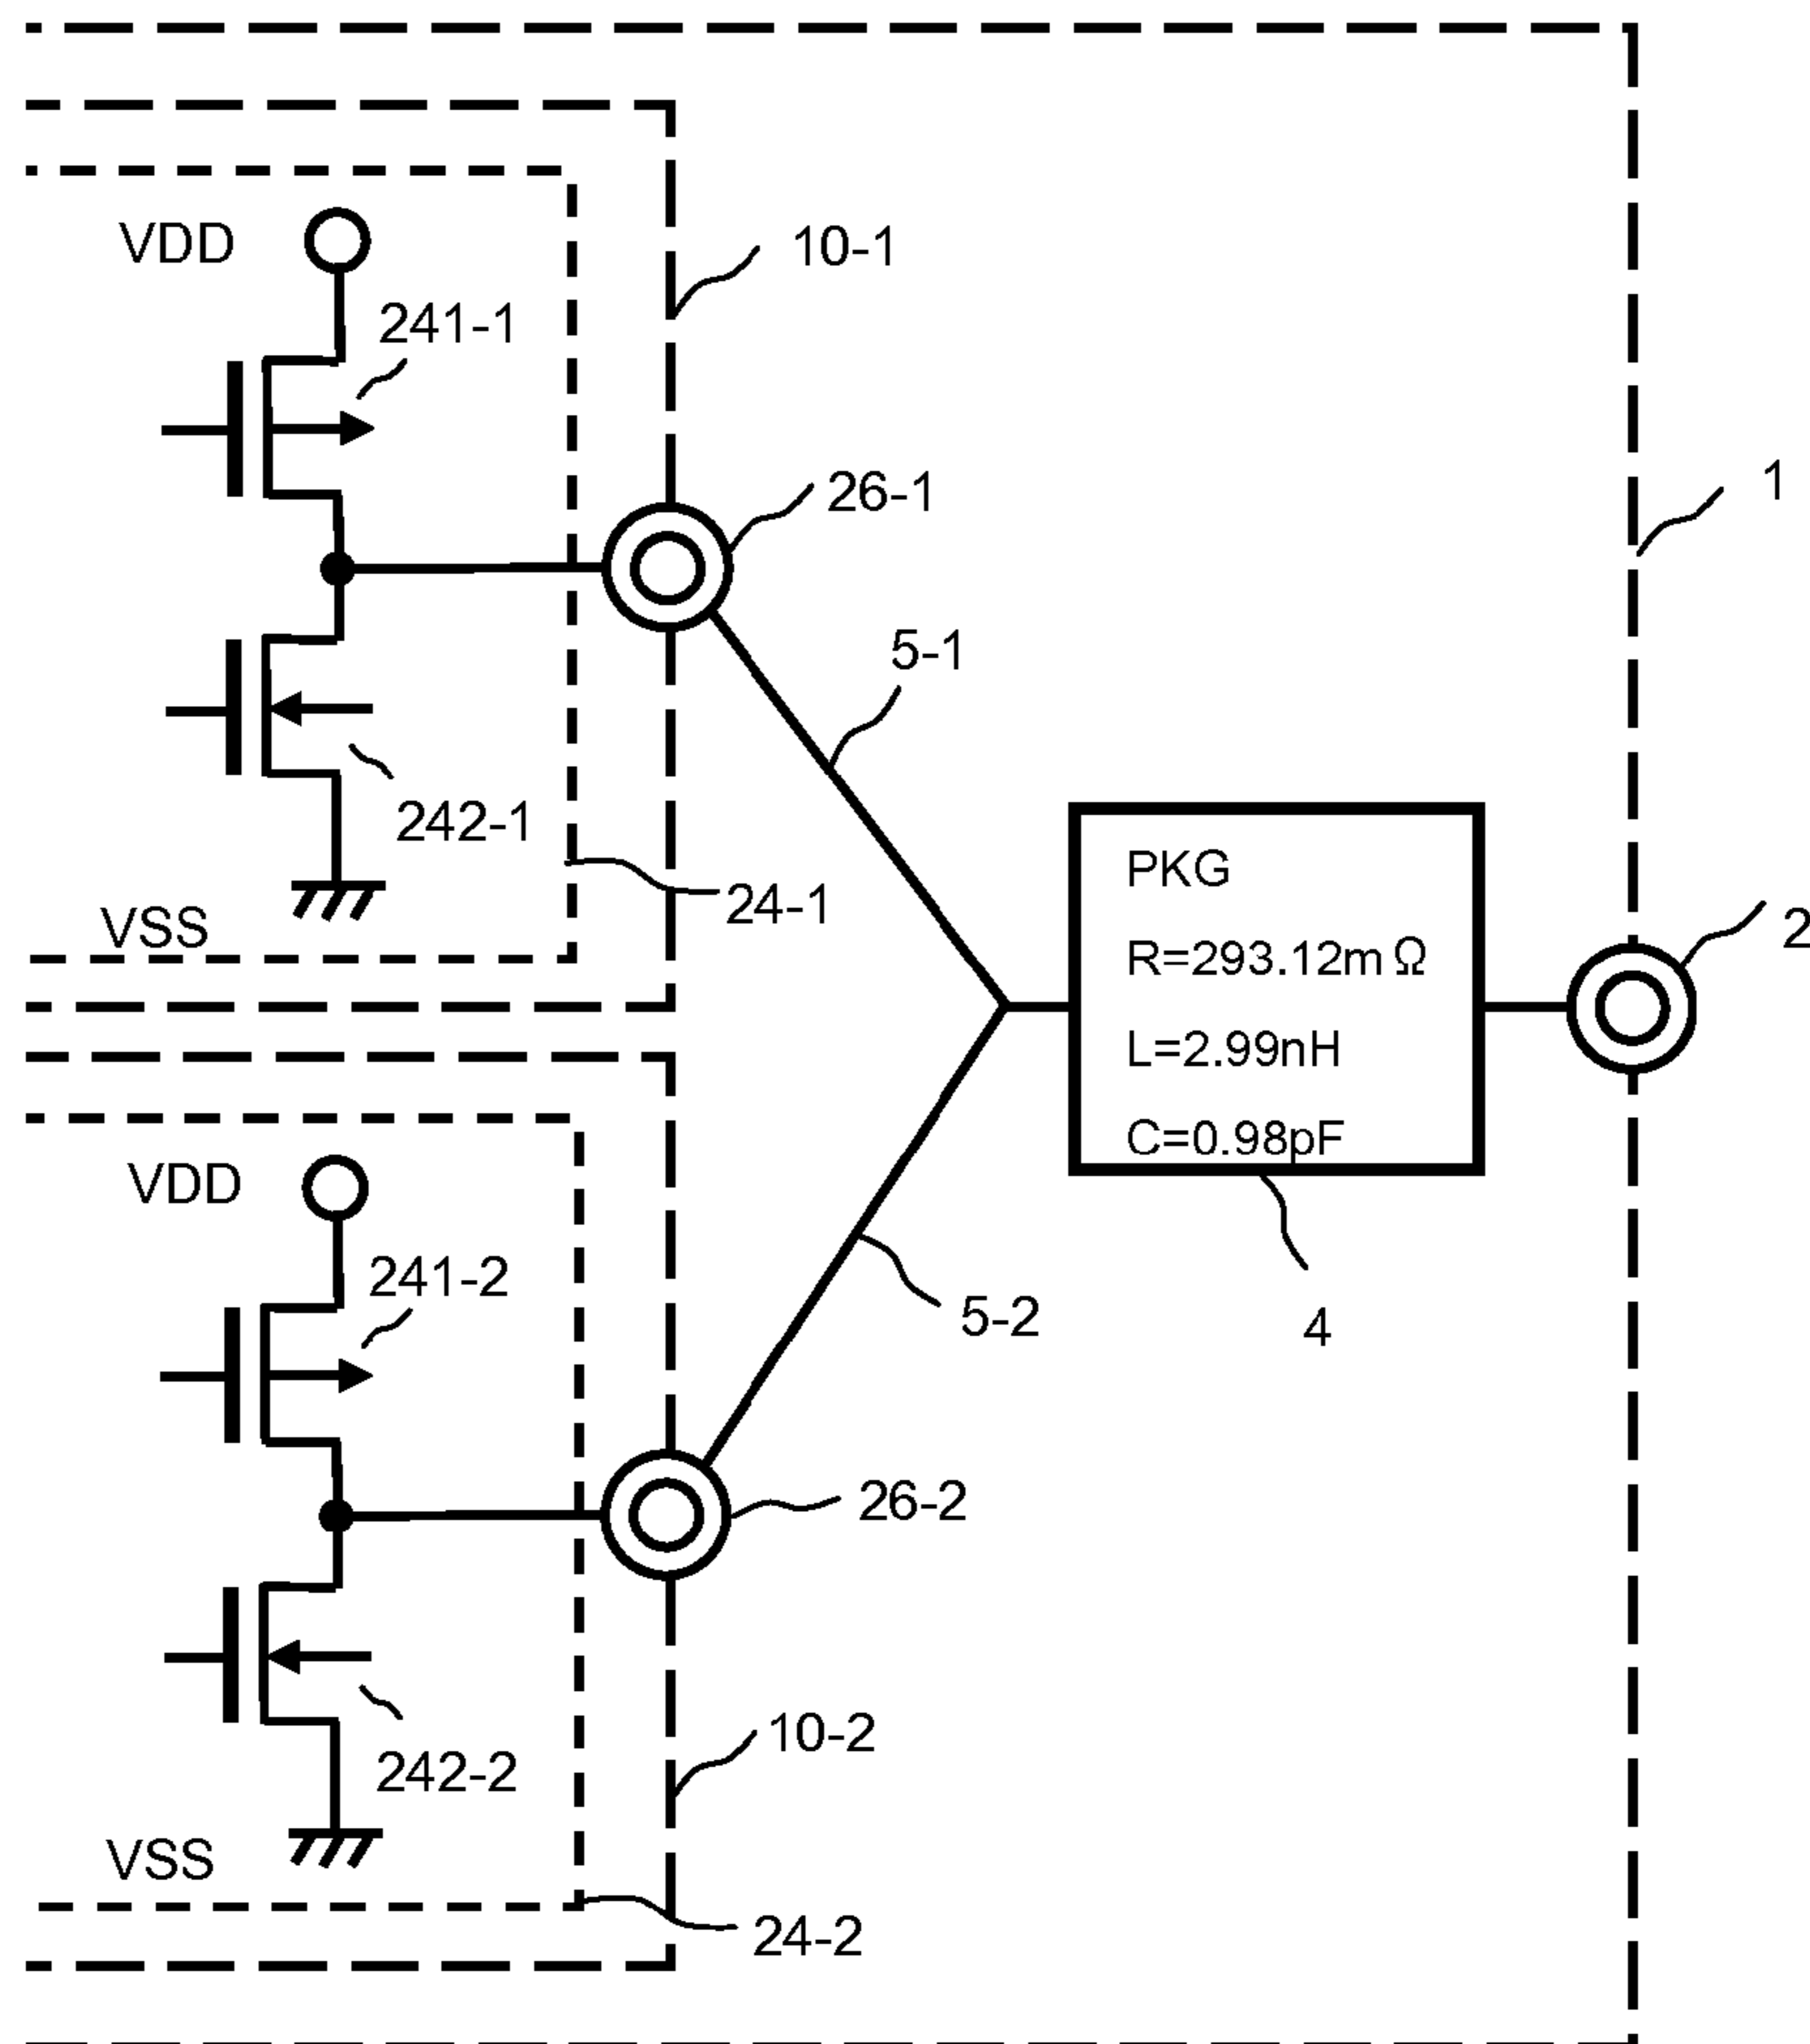 VDD
10-1
241-1
1
26-1
5-1
242-1
PKG
24-1
VSS
2
R=293.12mΩ
L=2.99nH
C=0.98pF
VDD
241-2
5-2
4
26-2
10-2
242-2
VSS
24-2